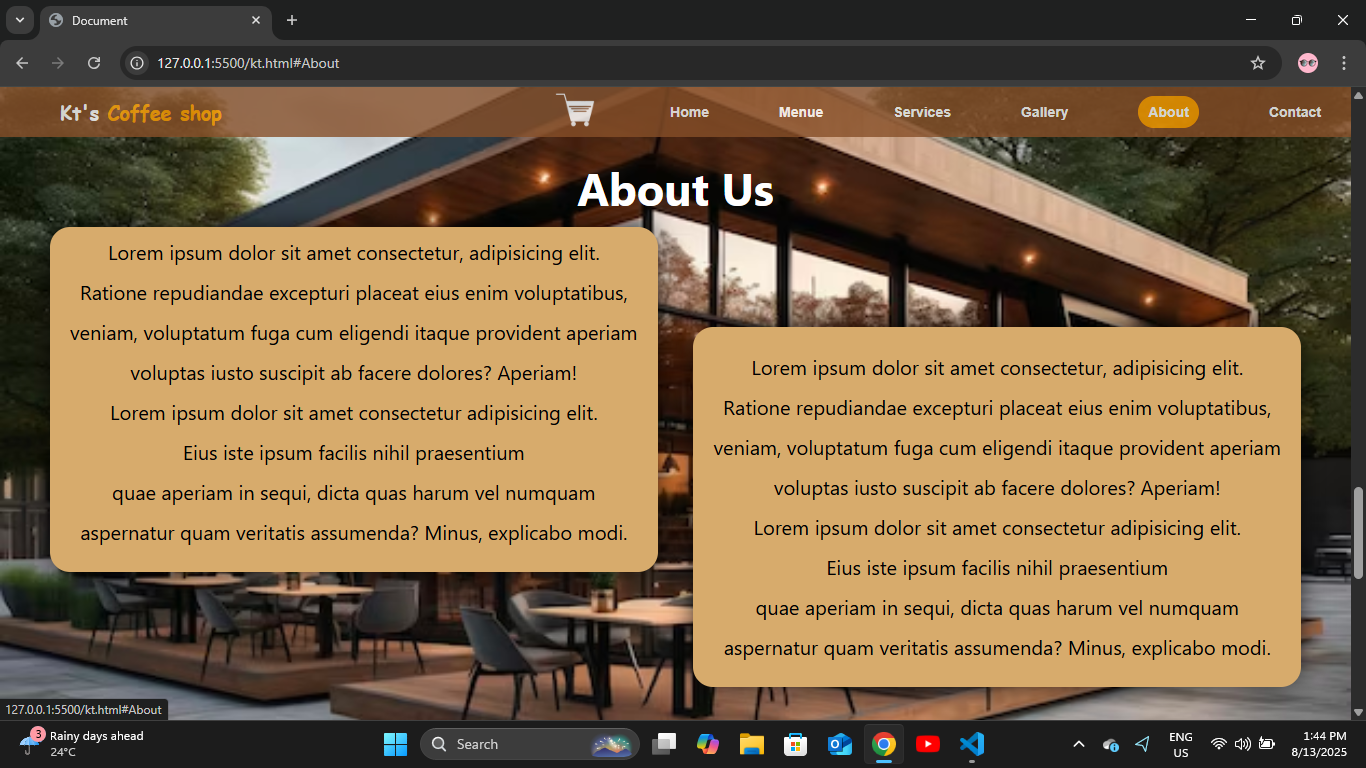 Document
127.0.0.1:5500/kt.html#About
Kt's Coffee shop
Home
Menue
Services
Gallery
About
Contact
About Us
Lorem ipsum dolor sit amet consectetur, adipisicing elit.
Ratione repudiandae excepturi placeat eius enim voluptatibus,
veniam, voluptatum fuga cum eligendi itaque provident aperiam
voluptas iusto suscipit ab facere dolores? Aperiam!
Lorem ipsum dolor sit amet consectetur adipisicing elit.
Eius iste ipsum facilis nihil praesentium
quae aperiam in sequi, dicta quas harum vel numquam
aspernatur quam veritatis assumenda? Minus, explicabo modi.
Lorem ipsum dolor sit amet consectetur, adipisicing elit.
Ratione repudiandae excepturi placeat eius enim voluptatibus,
veniam, voluptatum fuga cum eligendi itaque provident aperiam
voluptas iusto suscipit ab facere dolores? Aperiam!
Lorem ipsum dolor sit amet consectetur adipisicing elit.
Eius iste ipsum facilis nihil praesentium
quae aperiam in sequi, dicta quas harum vel numquam
aspernatur quam veritatis assumenda? Minus, explicabo modi.
127.0.0.1:5500/kt.html#About
3
Rainy days ahead
24°C
Search
ENG
US
1:44 PM
8/13/2025